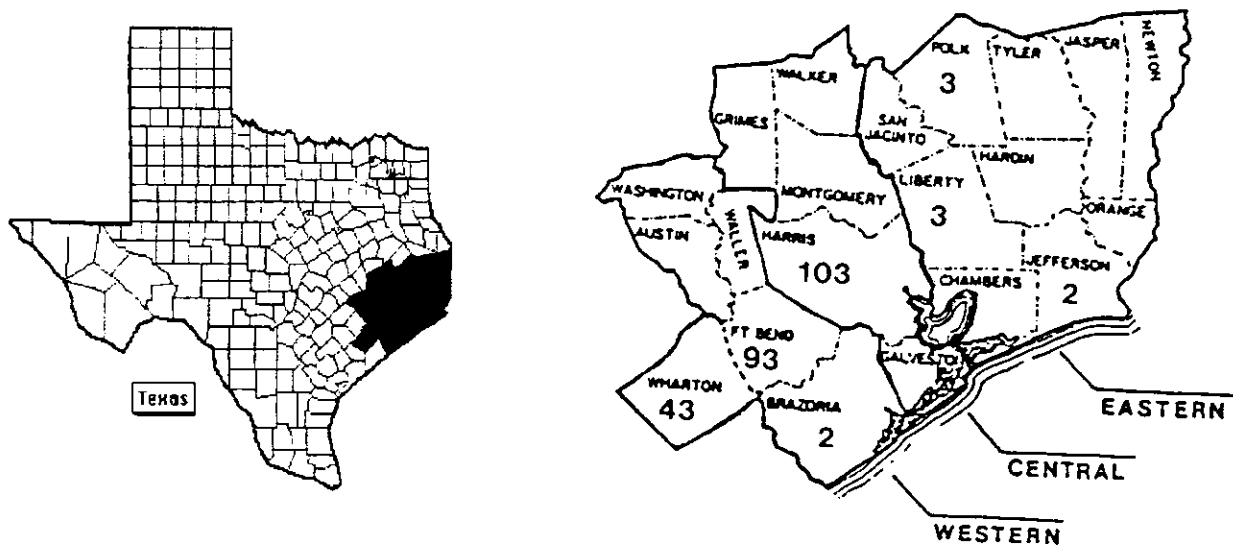 Texas
POLK
3
TYLER
JASPER
NEWTON
WALKER
GRIMES
SAN
JACINTO
HARDIN
WASHINGTON
MONTGOMERY
LIBERTY
3
ORANGE
AUSTIN
WALLER
HARRIS
103
JEFFERSON
2
CHAMBERS
FT BEND
93
GALVESTON
WHARTON
43
BRAZORIA
2
EASTERN
CENTRAL
WESTERN